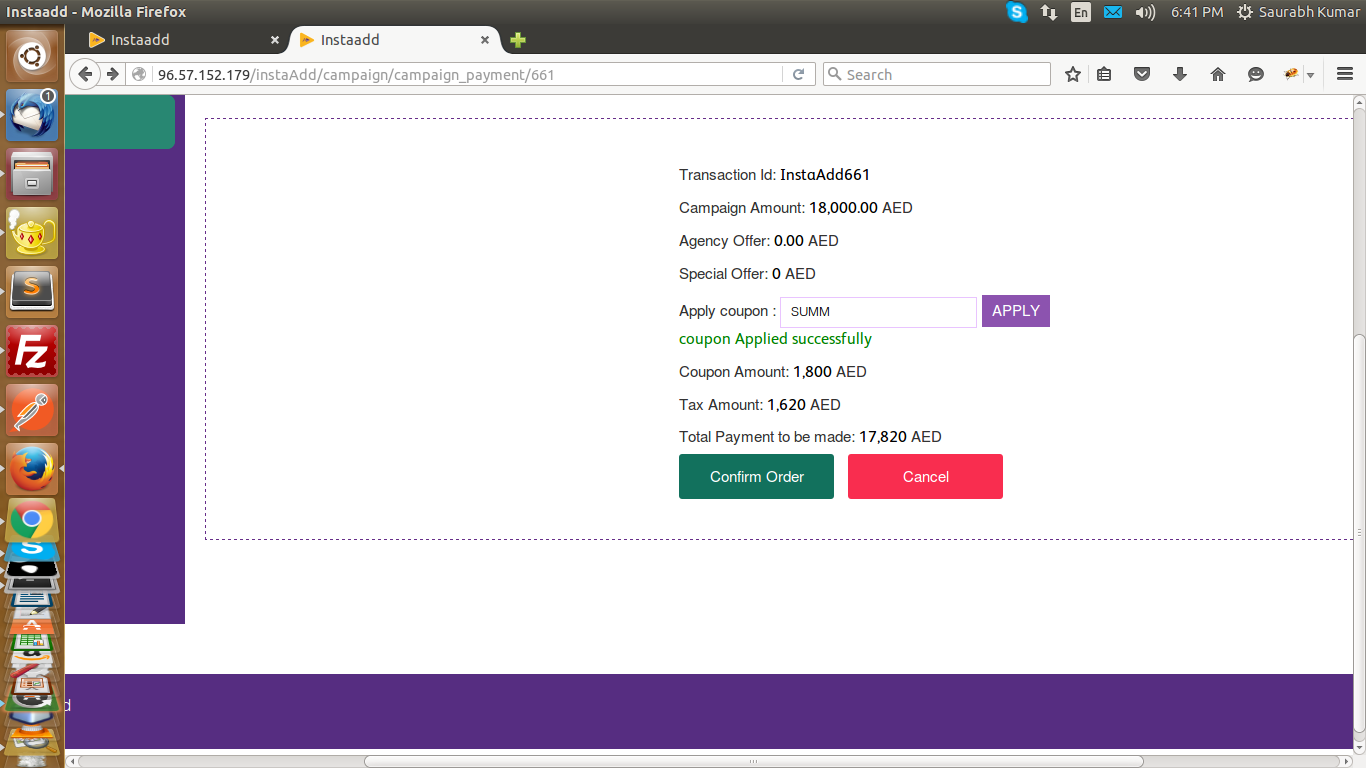 Instaadd - Mozilla Firefox
En
6:41 PM
Saurabh Kumar
Instaadd
Instaadd
96.57.152.179/instaAdd/campaign/campaign_payment/661
Search
1
Transaction Id: InstaAdd661
Campaign Amount: 18,000.00 AED
Agency Offer: 0.00 AED
Special Offer: 0 AED
Apply coupon : SUMM APPLY
coupon Applied successfully
Coupon Amount: 1,800 AED
Tax Amount: 1,620 AED
Total Payment to be made: 17,820 AED
Confirm Order
Cancel
d